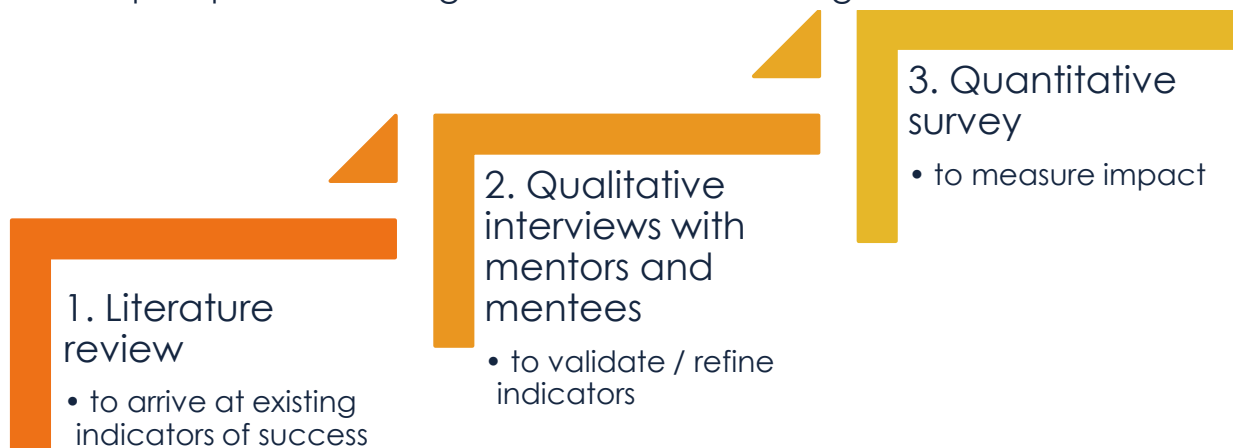 1. Literature
review
• to arrive at existing
indicators of success
2. Qualitative
interviews with
mentors and
mentees
• to validate / refine
indicators
3. Quantitative
survey
• to measure impact